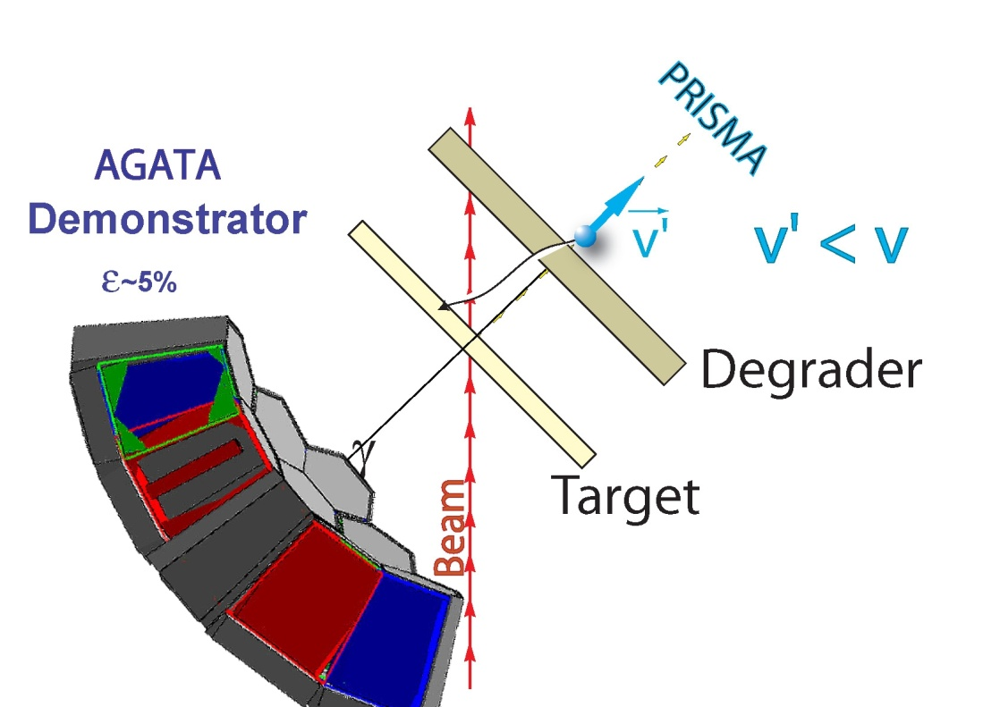 PRISMA
AGATA
Demonstrator
ε~5%
v'
v' < v
Degrader
γ
Target
Beam